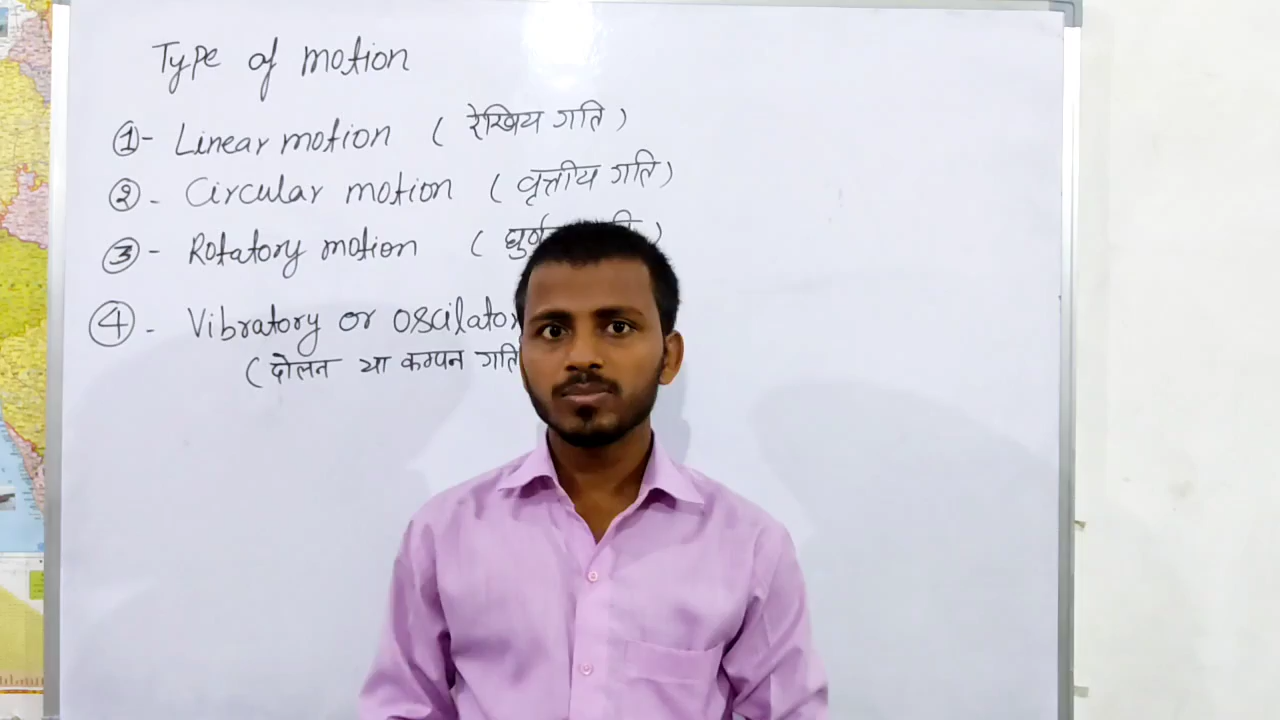 Type of motion
①- Linear motion ( रेखिय गति )
② - Circular motion ( वृत्तीय गति )
③ - Rotatory motion ( )
④ - Vibratory or
( दोलन या कम्पन गति